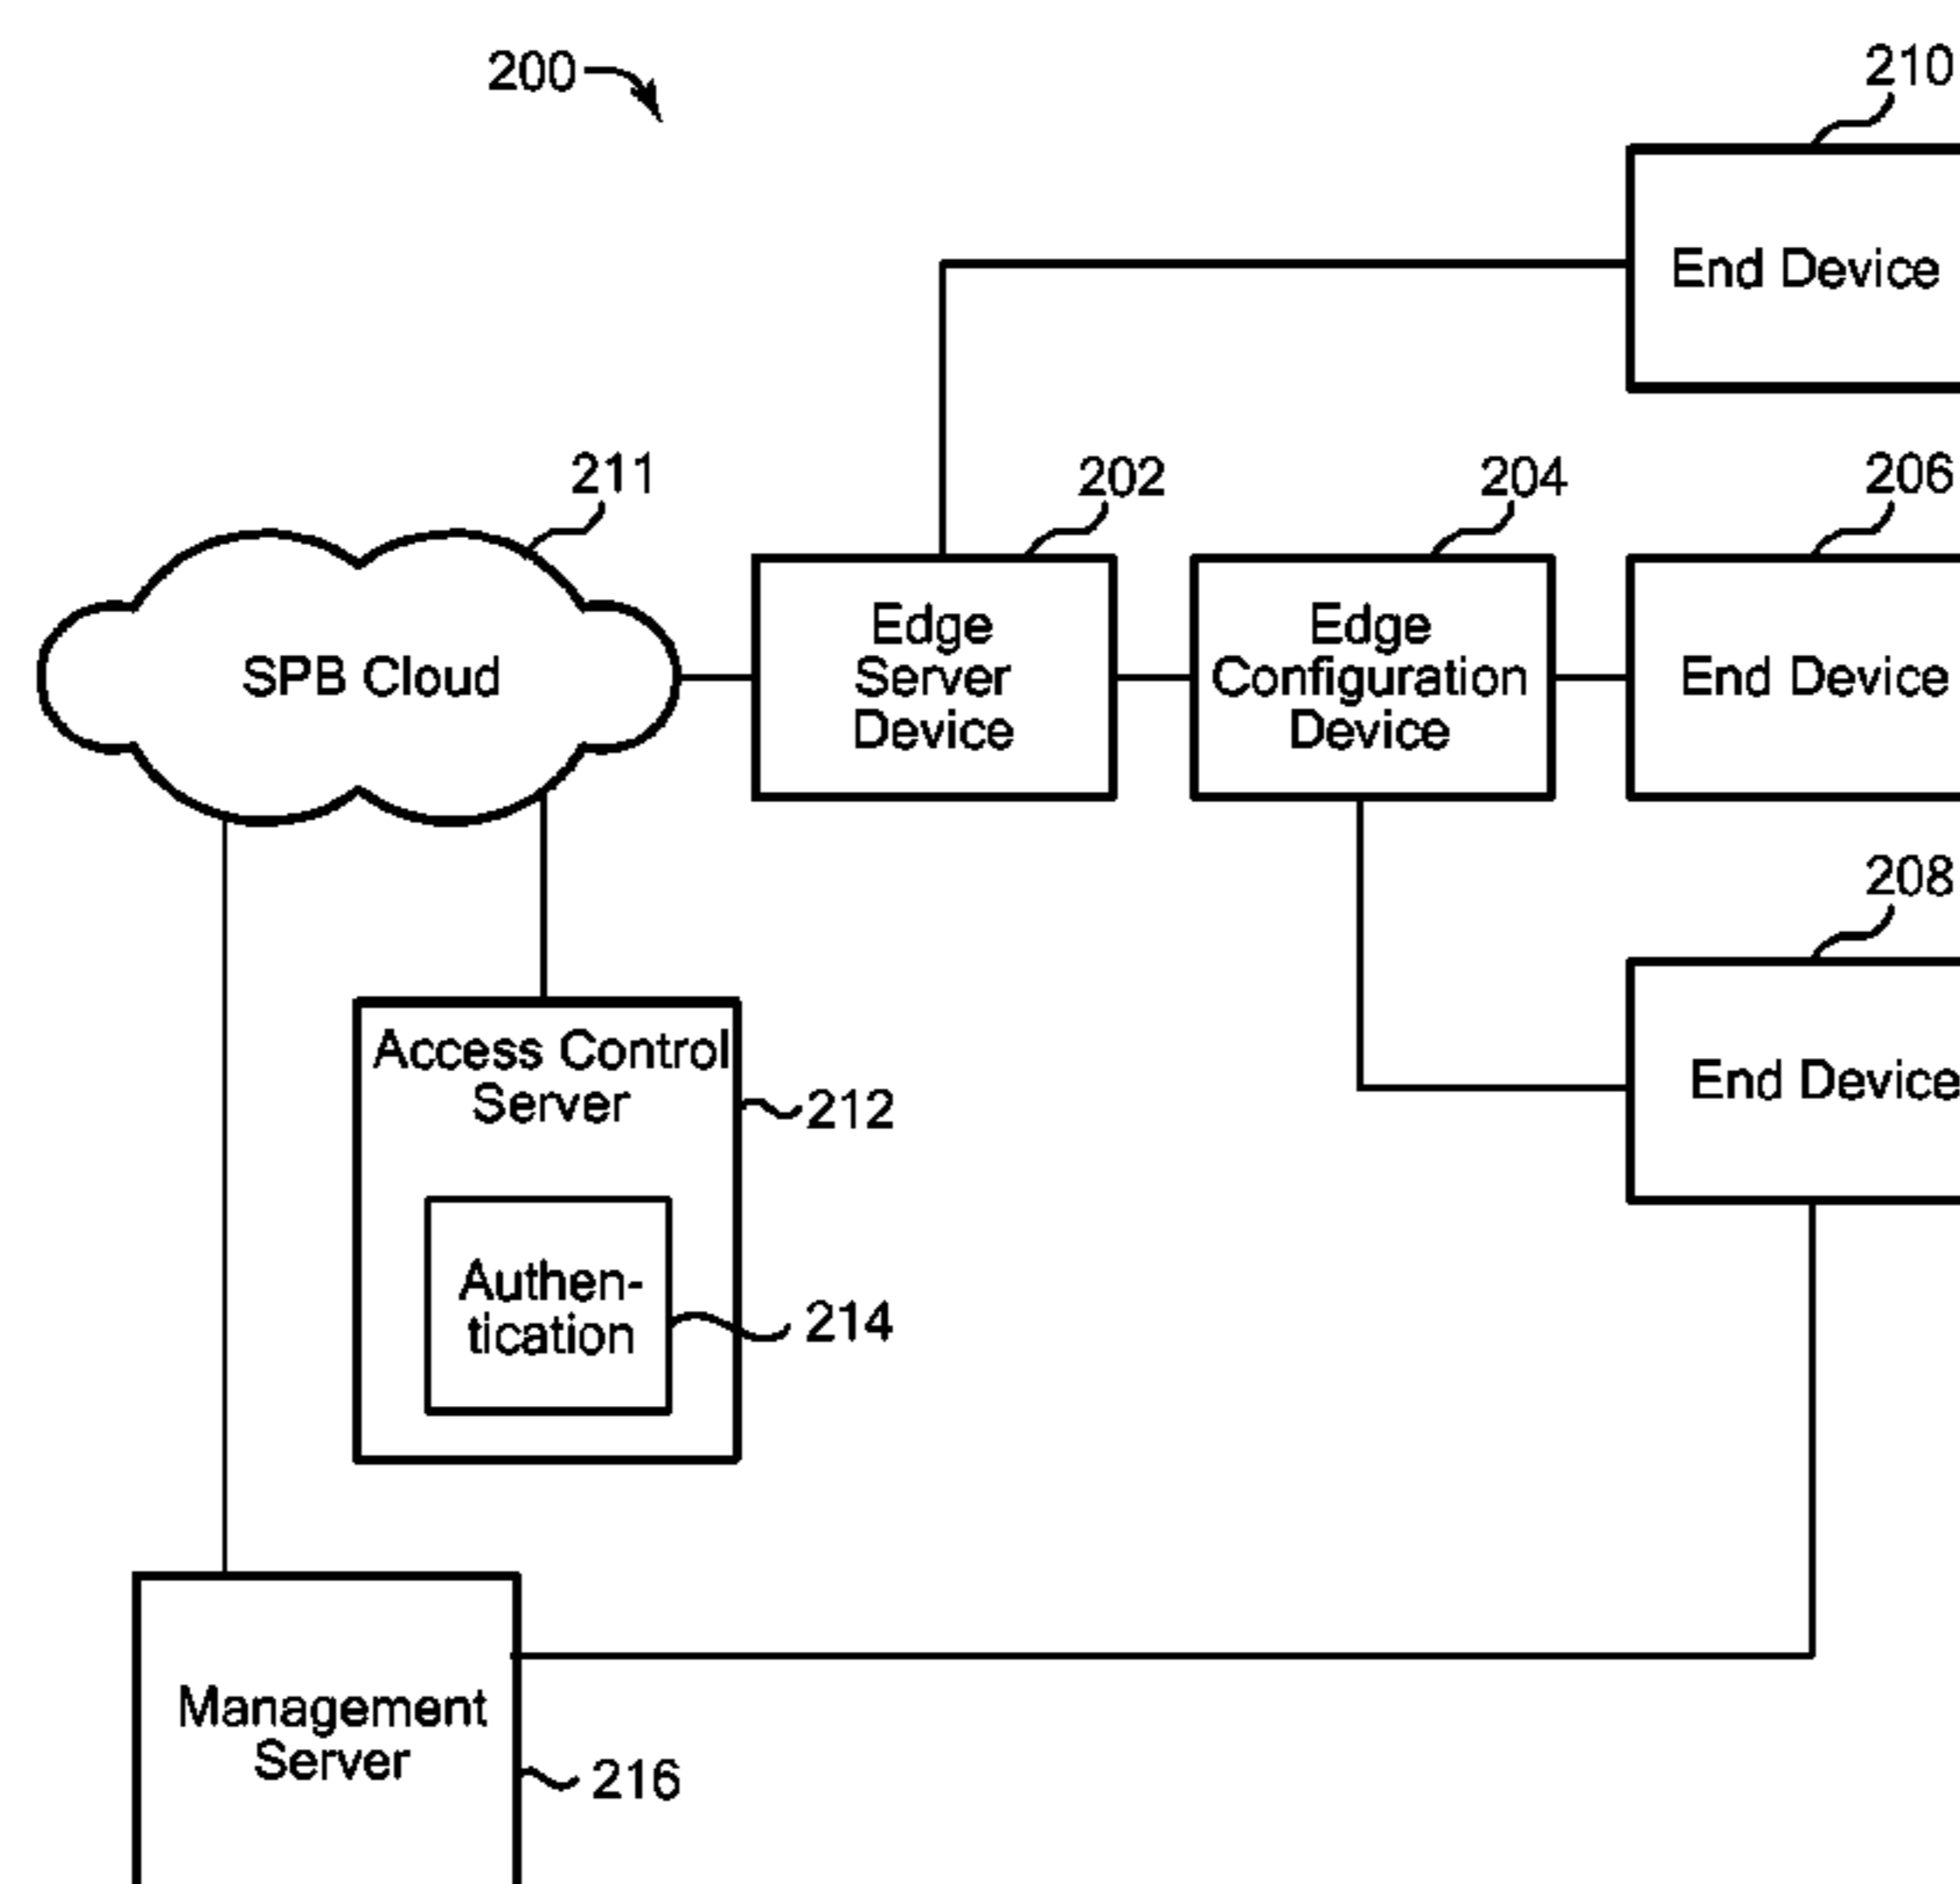 200
210
End Device
211
202
204
206
SPB Cloud
Edge
Server
Device
Edge
Configuration
Device
End Device
208
End Device
Access Control
Server
212
Authen-
tication
214
Management
Server
216